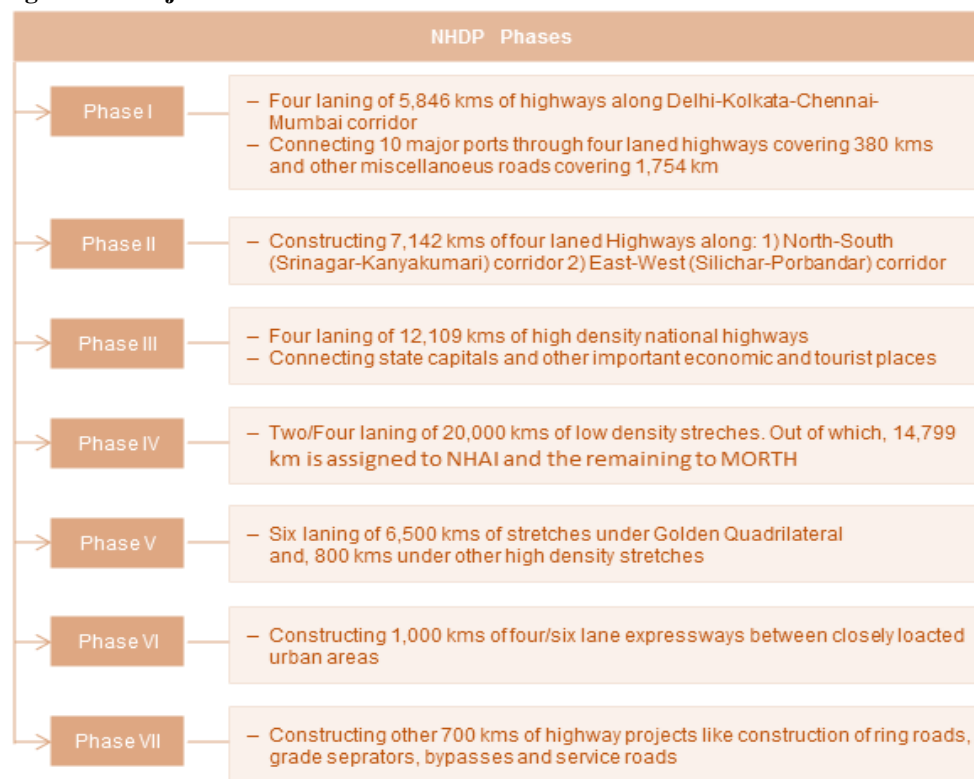 NHDP Phases
Phase I
– Four laning of 5,846 kms of highways along Delhi-Kolkata-Chennai-
Mumbai corridor
– Connecting 10 major ports through four laned highways covering 380 kms
and other miscellanoeus roads covering 1,754 km
Phase II
– Constructing 7,142 kms of four laned Highways along: 1) North-South
(Srinagar-Kanyakumari) corridor 2) East-West (Silichar-Porbandar) corridor
Phase III
– Four laning of 12,109 kms of high density national highways
– Connecting state capitals and other important economic and tourist places
Phase IV
– Two/Four laning of 20,000 kms of low density streches. Out of which, 14,799
km is assigned to NHAI and the remaining to MORTH
Phase V
– Six laning of 6,500 kms of stretches under Golden Quadrilateral
and, 800 kms under other high density stretches
Phase VI
– Constructing 1,000 kms of four/six lane expressways between closely loacted
urban areas
Phase VII
– Constructing other 700 kms of highway projects like construction of ring roads,
grade seprators, bypasses and service roads